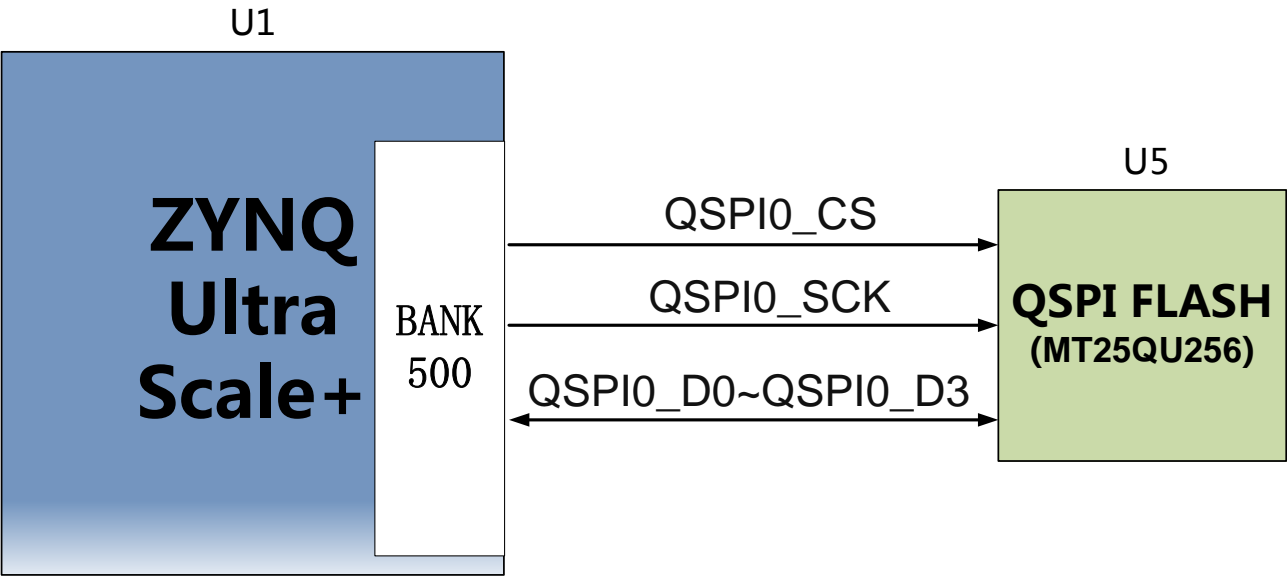 U1
ZYNQ
Ultra
Scale+
BANK
500
QSPI0_CS
QSPI0_SCK
QSPI0_D0~QSPI0_D3
U5
QSPI FLASH
(MT25QU256)